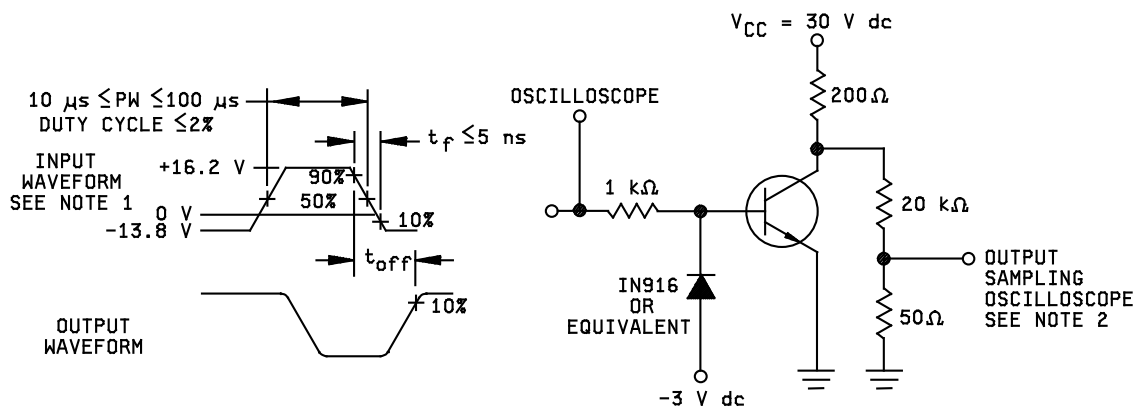 V_CC = 30 V dc
200Ω
OSCILLOSCOPE
10 µs ≤PW ≤100 µs
DUTY CYCLE ≤2%
t_f ≤5 ns
INPUT
WAVEFORM
SEE NOTE 1
+16.2 V
90%
50%
0 V
10%
-13.8 V
t_off
10%
OUTPUT
WAVEFORM
1 kΩ
IN916
OR
EQUIVALENT
-3 V dc
20 kΩ
OUTPUT
SAMPLING
OSCILLOSCOPE
SEE NOTE 2
50Ω